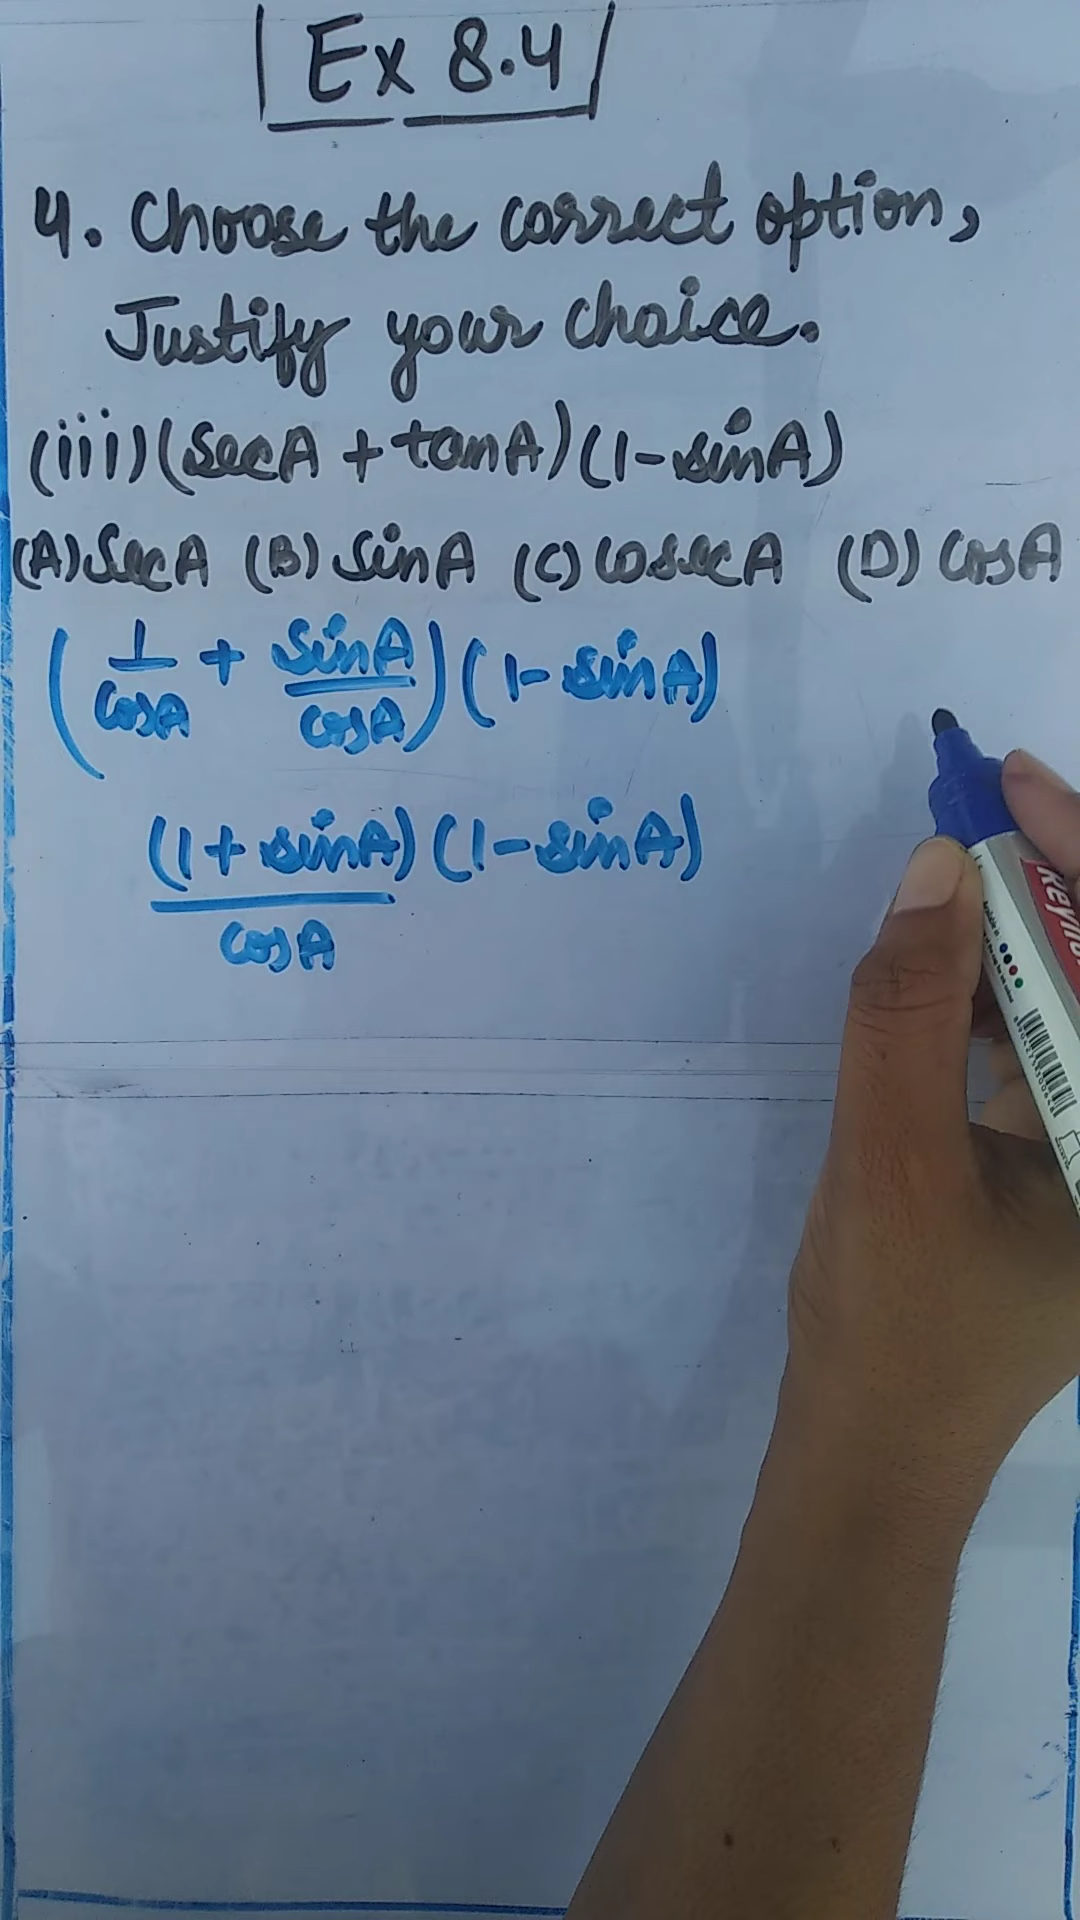 Ex 8.4
4. Choose the correct option,
Justify your choice.
(iii) (secA + tanA) (1-sinA)
(A) SecA (B) SinA (C) CosecA (D) CosA
(1/cosA + SinA/cosA) (1-sinA)
(1+sinA) (1-sinA)
cosA